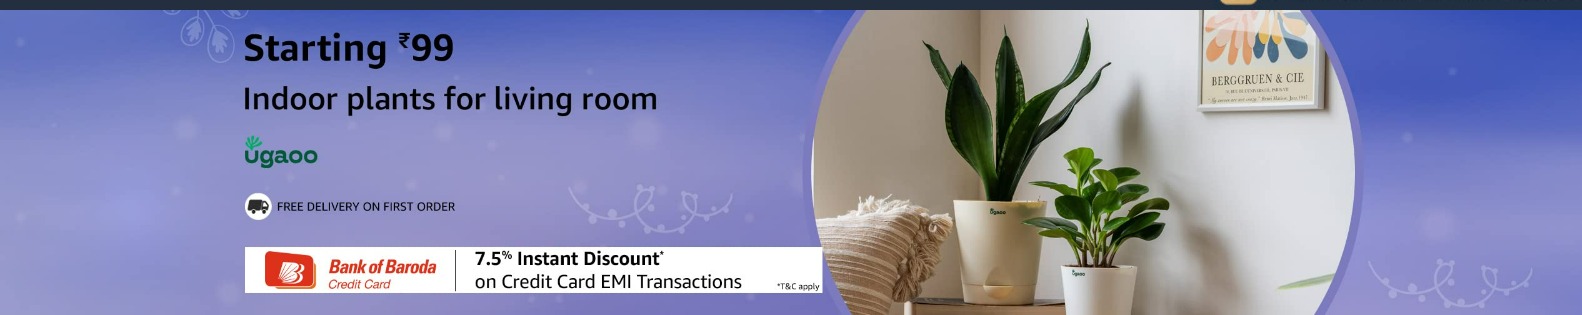 Starting ₹99
Indoor plants for living room
ugaoo
FREE DELIVERY ON FIRST ORDER
Bank of Baroda
Credit Card
7.5% Instant Discount*
on Credit Card EMI Transactions
*T&C apply
BERGGRUEN & CIE
ugaoo
ugaoo